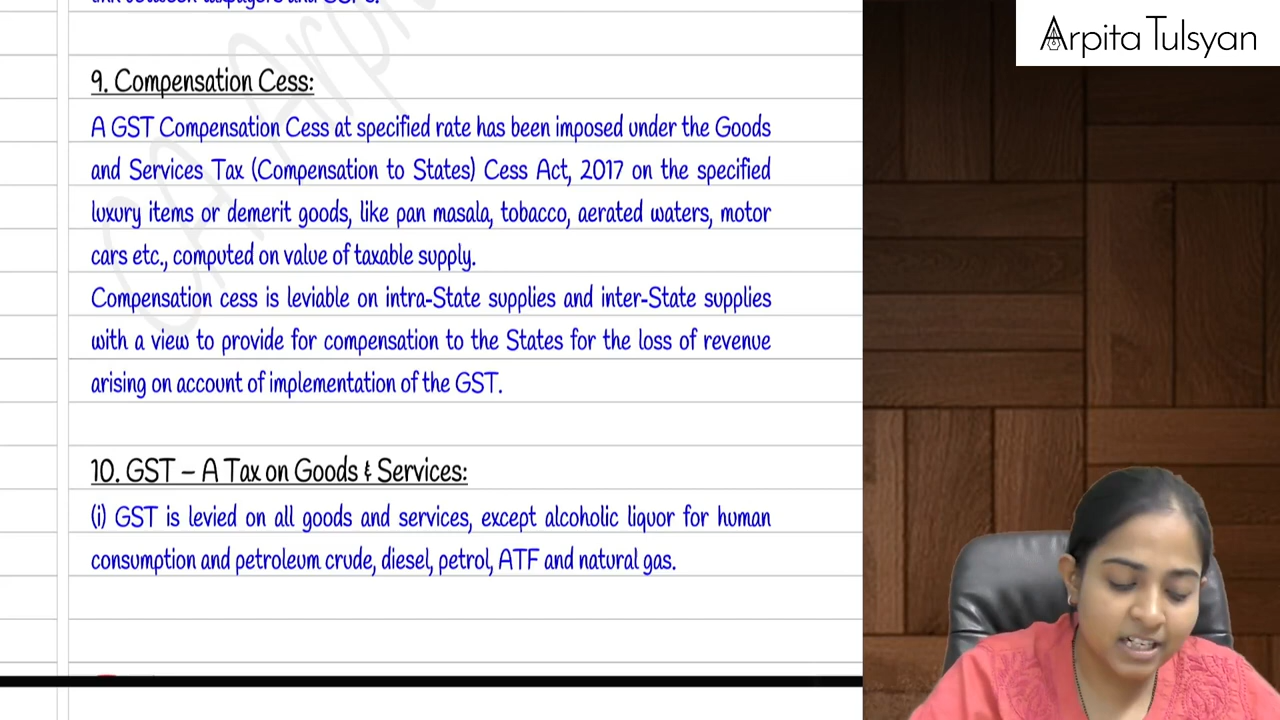 Arpita Tulsyan
9. Compensation Cess:
A GST Compensation Cess at specified rate has been imposed under the Goods
and Services Tax (Compensation to States) Cess Act, 2017 on the specified
luxury items or demerit goods, like pan masala, tobacco, aerated waters, motor
cars etc., computed on value of taxable supply.
Compensation cess is leviable on intra-State supplies and inter-State supplies
with a view to provide for compensation to the States for the loss of revenue
arising on account of implementation of the GST.
10. GST – A Tax on Goods & Services:
(i) GST is levied on all goods and services, except alcoholic liquor for human
consumption and petroleum crude, diesel, petrol, ATF and natural gas.